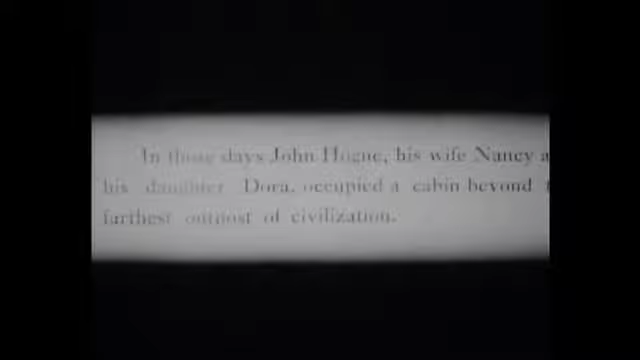 In those days John Hogue, his wife Nancy a
his daughter Dora, occupied a cabin beyond t
farthest outpost of civilization.